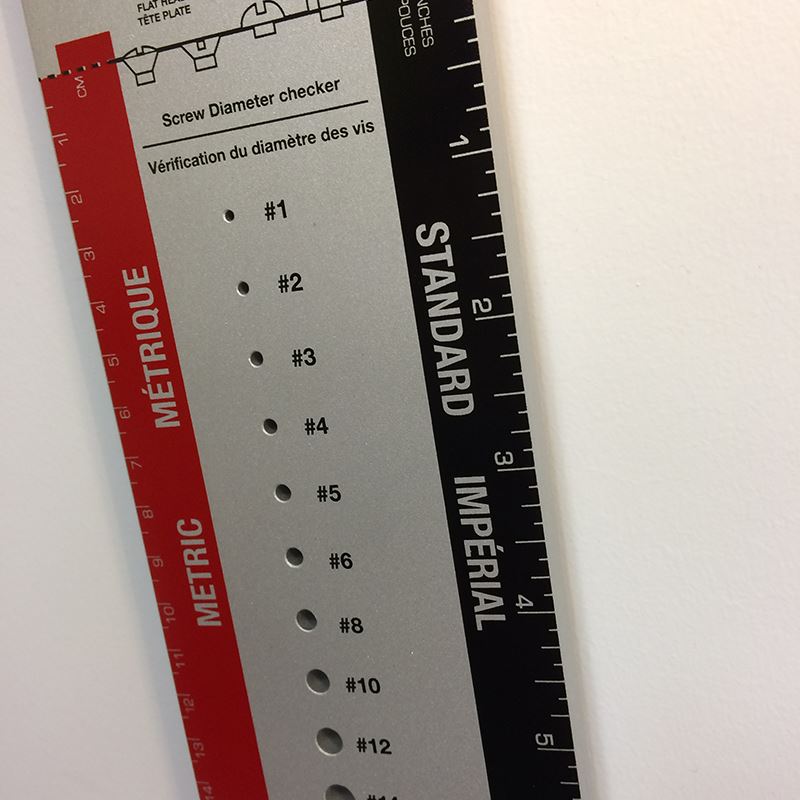 TÊTE PLATE
INCHES
POUCES
CM
Screw Diameter checker
Vérification du diamètre des vis
#1
#2
#3
#4
#5
#6
#8
#10
#12
MÉTRIQUE
METRIC
STANDARD
IMPÉRIAL
1
2
3
4
5
6
7
8
9
10
11
12
13
14
1
2
3
4
5